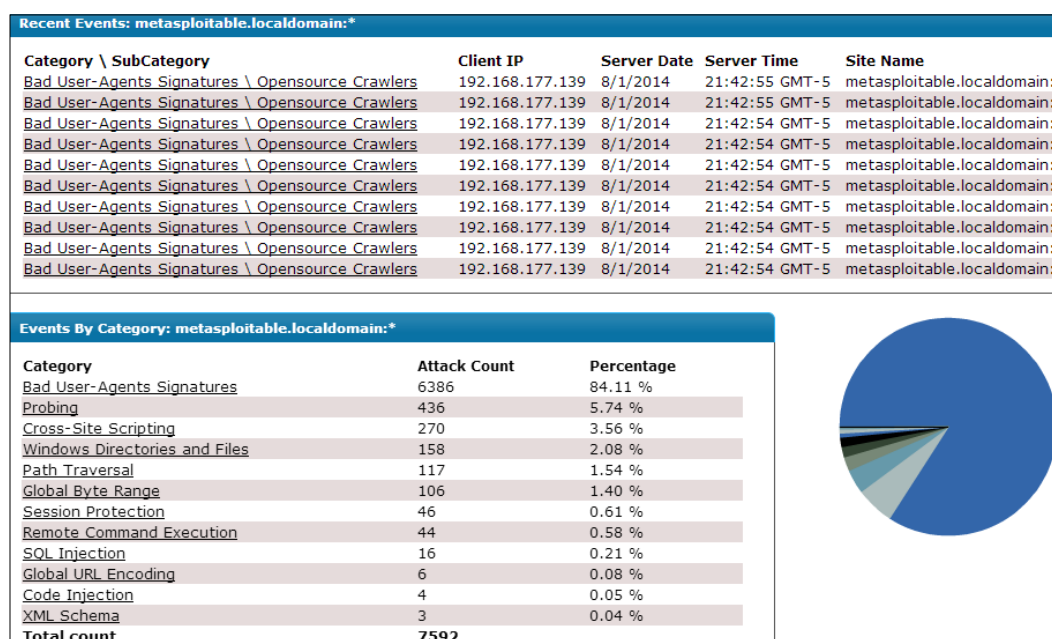 Recent Events: metasploitable.localdomain:*
Category \ SubCategory Client IP Server Date Server Time Site Name
Bad User-Agents Signatures \ Opensource Crawlers 192.168.177.139 8/1/2014 21:42:55 GMT-5 metasploitable.localdomain:
Bad User-Agents Signatures \ Opensource Crawlers 192.168.177.139 8/1/2014 21:42:55 GMT-5 metasploitable.localdomain:
Bad User-Agents Signatures \ Opensource Crawlers 192.168.177.139 8/1/2014 21:42:54 GMT-5 metasploitable.localdomain:
Bad User-Agents Signatures \ Opensource Crawlers 192.168.177.139 8/1/2014 21:42:54 GMT-5 metasploitable.localdomain:
Bad User-Agents Signatures \ Opensource Crawlers 192.168.177.139 8/1/2014 21:42:54 GMT-5 metasploitable.localdomain:
Bad User-Agents Signatures \ Opensource Crawlers 192.168.177.139 8/1/2014 21:42:54 GMT-5 metasploitable.localdomain:
Bad User-Agents Signatures \ Opensource Crawlers 192.168.177.139 8/1/2014 21:42:54 GMT-5 metasploitable.localdomain:
Bad User-Agents Signatures \ Opensource Crawlers 192.168.177.139 8/1/2014 21:42:54 GMT-5 metasploitable.localdomain:
Bad User-Agents Signatures \ Opensource Crawlers 192.168.177.139 8/1/2014 21:42:54 GMT-5 metasploitable.localdomain:
Bad User-Agents Signatures \ Opensource Crawlers 192.168.177.139 8/1/2014 21:42:54 GMT-5 metasploitable.localdomain:
Events By Category: metasploitable.localdomain:*
Category Attack Count Percentage
Bad User-Agents Signatures 6386 84.11 %
Probing 436 5.74 %
Cross-Site Scripting 270 3.56 %
Windows Directories and Files 158 2.08 %
Path Traversal 117 1.54 %
Global Byte Range 106 1.40 %
Session Protection 46 0.61 %
Remote Command Execution 44 0.58 %
SQL Injection 16 0.21 %
Global URL Encoding 6 0.08 %
Code Injection 4 0.05 %
XML Schema 3 0.04 %
Total count 7592